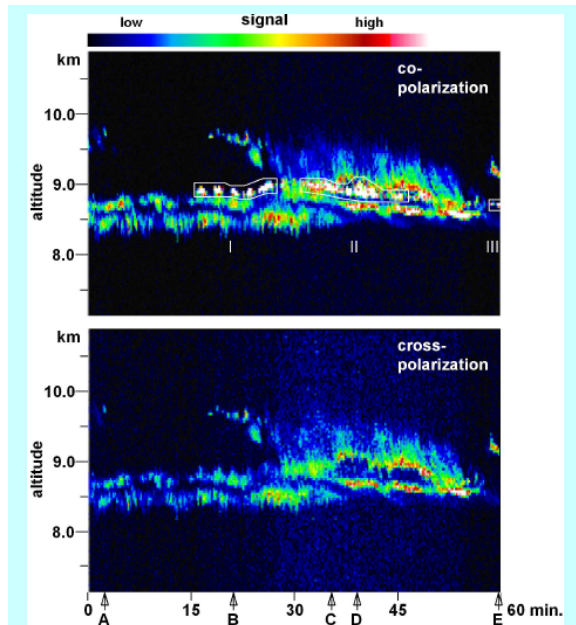 low signal high
km
co-
polarization
10.0
9.0
8.0
altitude
I II III
km
cross-
polarization
10.0
9.0
8.0
altitude
0 15 30 45 60 min.
A B C D E